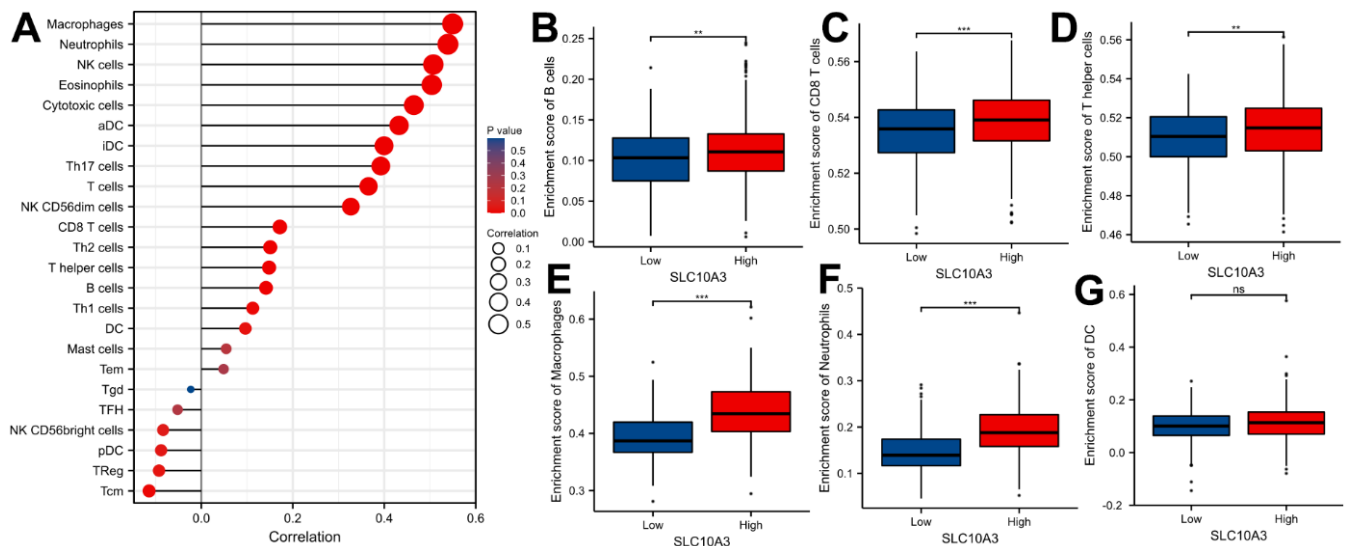 A
Macrophages
Neutrophils
NK cells
Eosinophils
Cytotoxic cells
aDC
iDC
Th17 cells
T cells
NK CD56dim cells
CD8 T cells
Th2 cells
T helper cells
B cells
Th1 cells
DC
Mast cells
Tem
Tgd
TFH
NK CD56bright cells
pDC
TReg
Tcm
0.0 0.2 0.4 0.6
Correlation
P value
0.5
0.4
0.3
0.2
0.1
0.0
Correlation
0.1
0.2
0.3
0.4
0.5
B
**
Enrichment score of B cells
0.25
0.20
0.15
0.10
0.05
0.00
Low High
SLC10A3
C
***
Enrichment score of CD8 T cells
0.56
0.54
0.52
0.50
Low High
SLC10A3
D
**
Enrichment score of T helper cells
0.56
0.54
0.52
0.50
0.48
0.46
Low High
SLC10A3
E
***
Enrichment score of Macrophages
0.6
0.5
0.4
0.3
Low High
SLC10A3
F
***
Enrichment score of Neutrophils
0.5
0.4
0.3
0.2
0.1
Low High
SLC10A3
G
ns
Enrichment score of DC
0.6
0.4
0.2
0.0
-0.2
Low High
SLC10A3